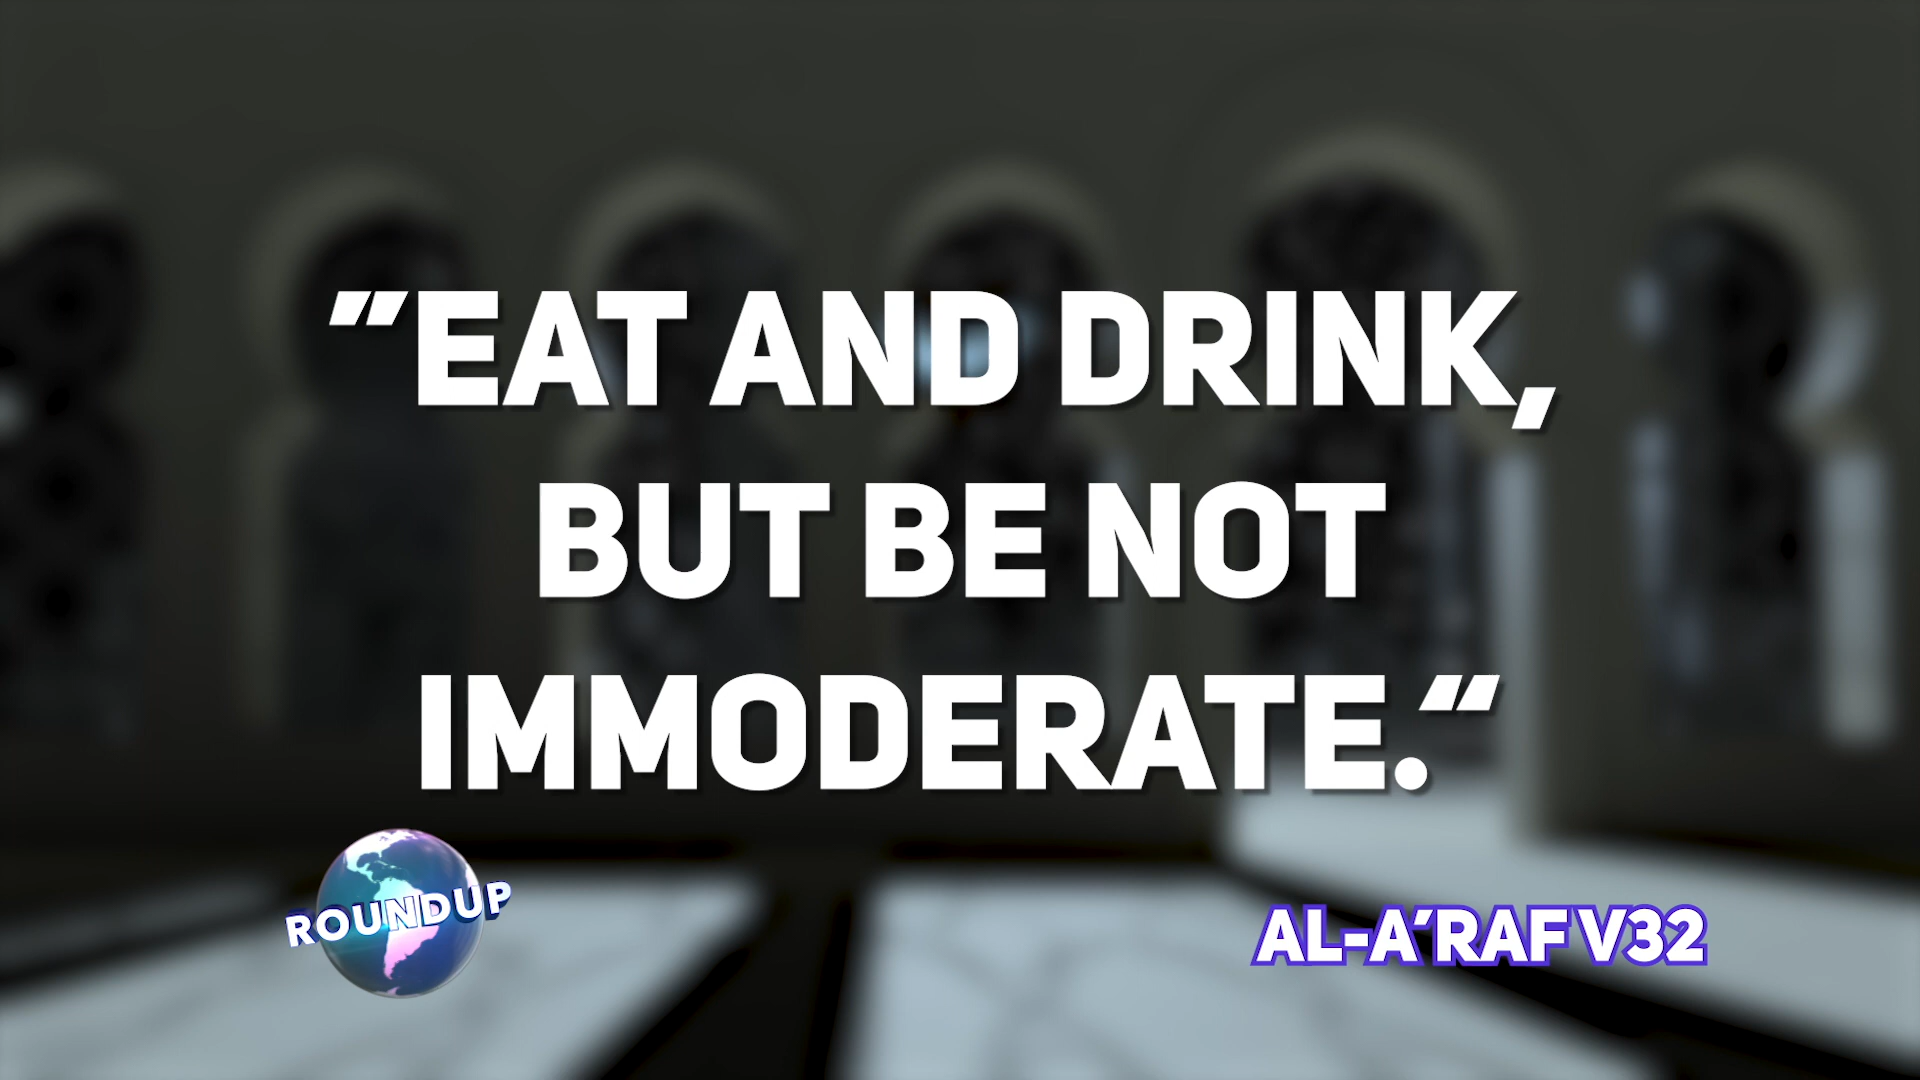 "EAT AND DRINK,
BUT BE NOT
IMMODERATE."
ROUNDUP
AL-A'RAF V32